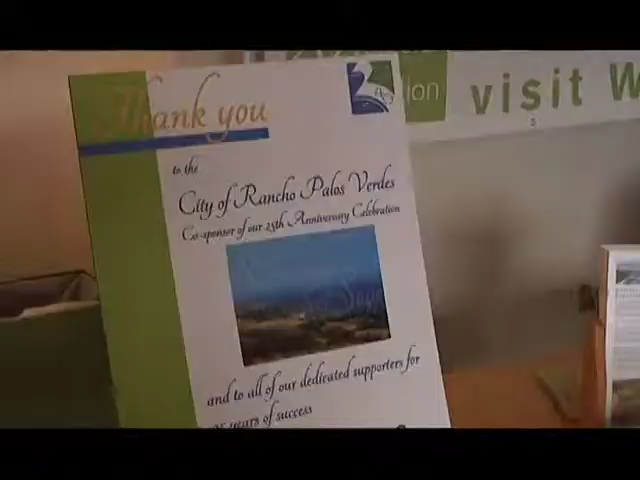 Thank you
to the
City of Rancho Palos Verdes
Co-sponsor of our 25th Anniversary Celebration
and to all of our dedicated supporters for
years of success
visit